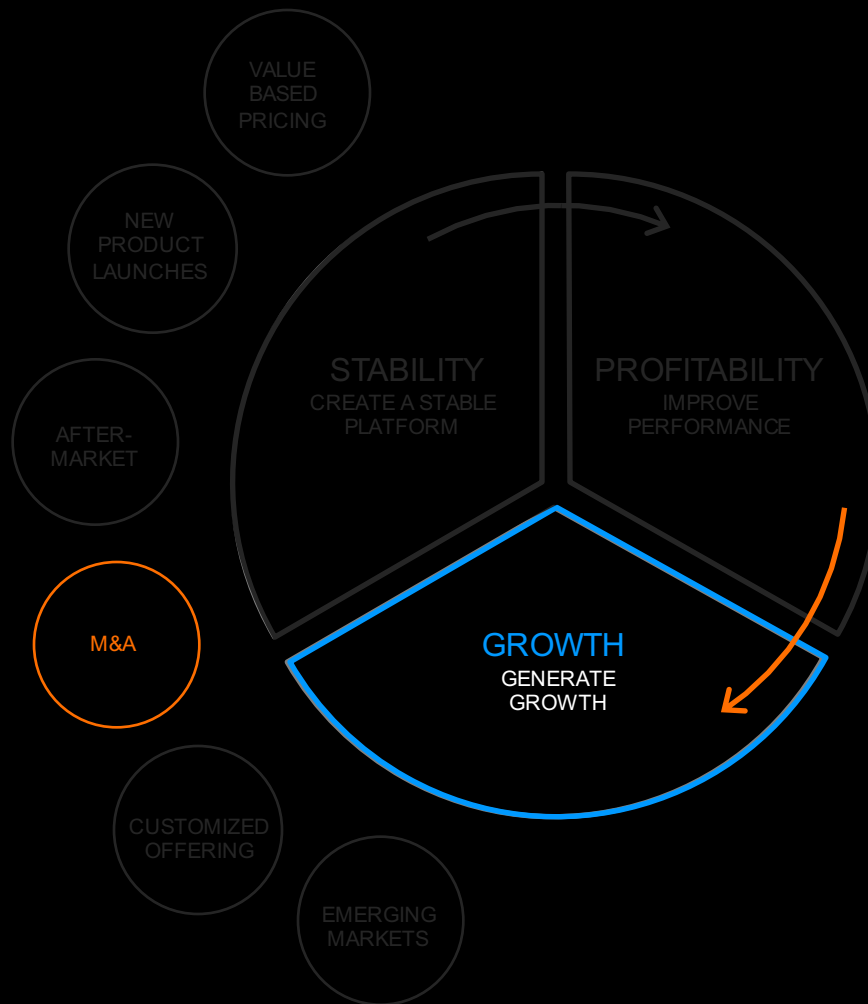 VALUE
BASED
PRICING
NEW
PRODUCT
LAUNCHES
AFTER-
MARKET
M&A
CUSTOMIZED
OFFERING
EMERGING
MARKETS
STABILITY
CREATE A STABLE
PLATFORM
PROFITABILITY
IMPROVE
PERFORMANCE
GROWTH
GENERATE
GROWTH